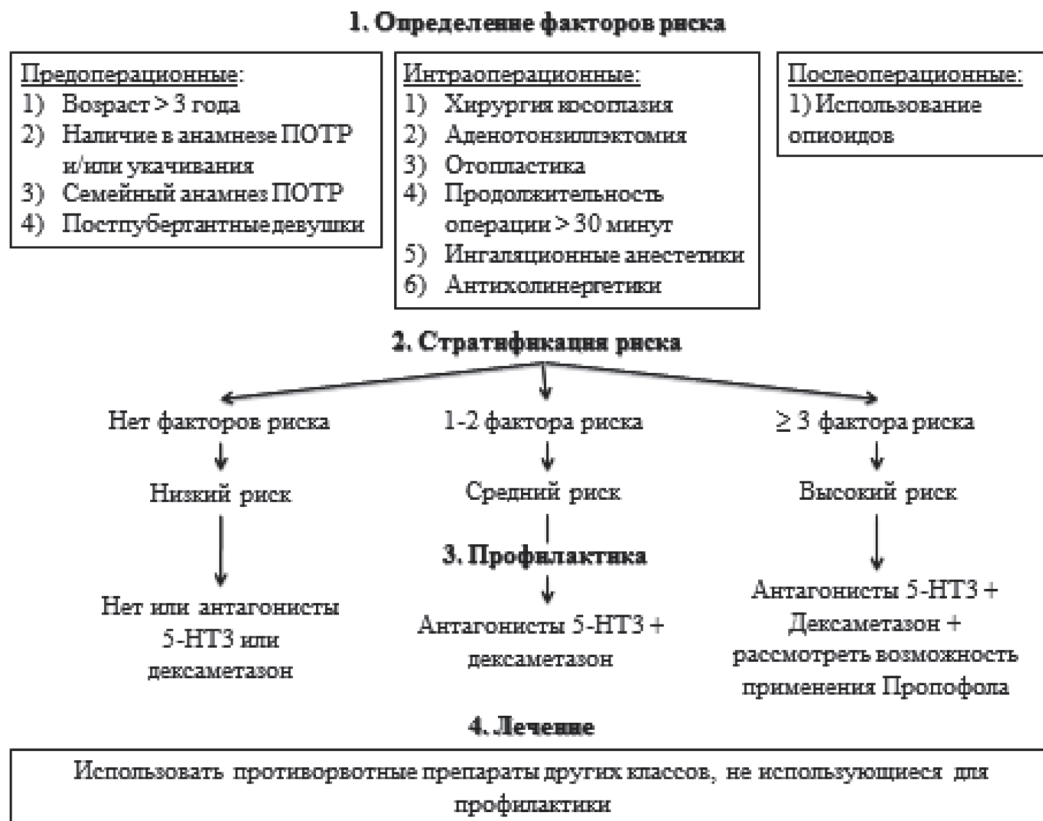 1. Определение факторов риска
Предоперационные:
1) Возраст > 3 года
2) Наличие в анамнезе ПОТР
и/или укачивания
3) Семейный анамнез ПОТР
4) Постпубертантные девушки
Интраоперационные:
1) Хирургия косоглазия
2) Аденотонзиллэктомия
3) Отопластика
4) Продолжительность
операции > 30 минут
5) Ингаляционные анестетики
6) Антихолинергетики
Послеоперационные:
1) Использование
опиоидов
2. Стратификация риска
Нет факторов риска
1-2 фактора риска
≥ 3 фактора риска
Низкий риск
Средний риск
Высокий риск
3. Профилактика
Нет или антагонисты
5-НТ3 или
дексаметазон
Антагонисты 5-НТ3 +
дексаметазон
Антагонисты 5-НТ3 +
Дексаметазон +
рассмотреть возможность
применения Пропофола
4. Лечение
Использовать противорвотные препараты других классов, не использующиеся для
профилактики